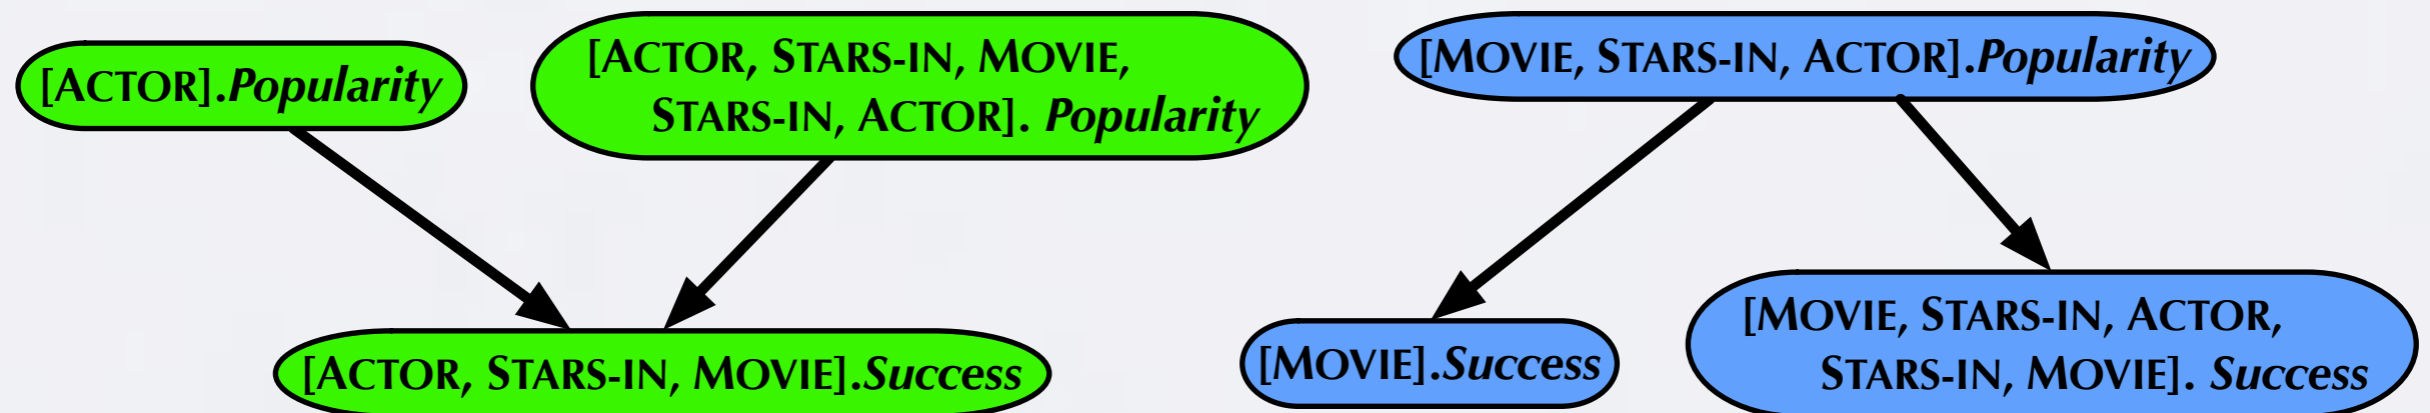 [ACTOR].Popularity
[ACTOR, STARS-IN, MOVIE,
STARS-IN, ACTOR]. Popularity
[MOVIE, STARS-IN, ACTOR].Popularity
[ACTOR, STARS-IN, MOVIE].Success
[MOVIE].Success
[MOVIE, STARS-IN, ACTOR,
STARS-IN, MOVIE]. Success